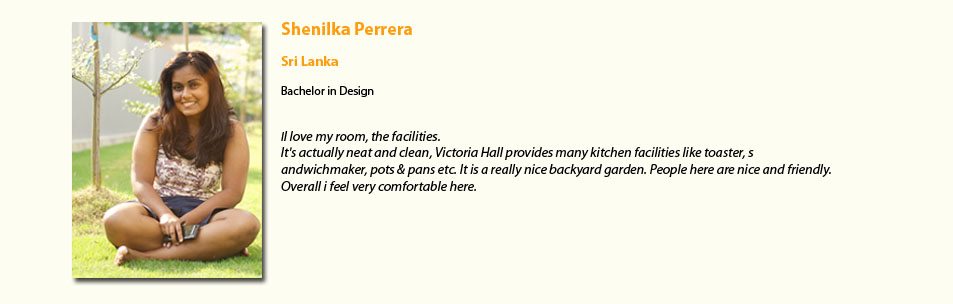 Shenilka Perrera
Sri Lanka
Bachelor in Design
Il love my room, the facilities.
It's actually neat and clean, Victoria Hall provides many kitchen facilities like toaster, s
andwichmaker, pots & pans etc. It is a really nice backyard garden. People here are nice and friendly.
Overall i feel very comfortable here.